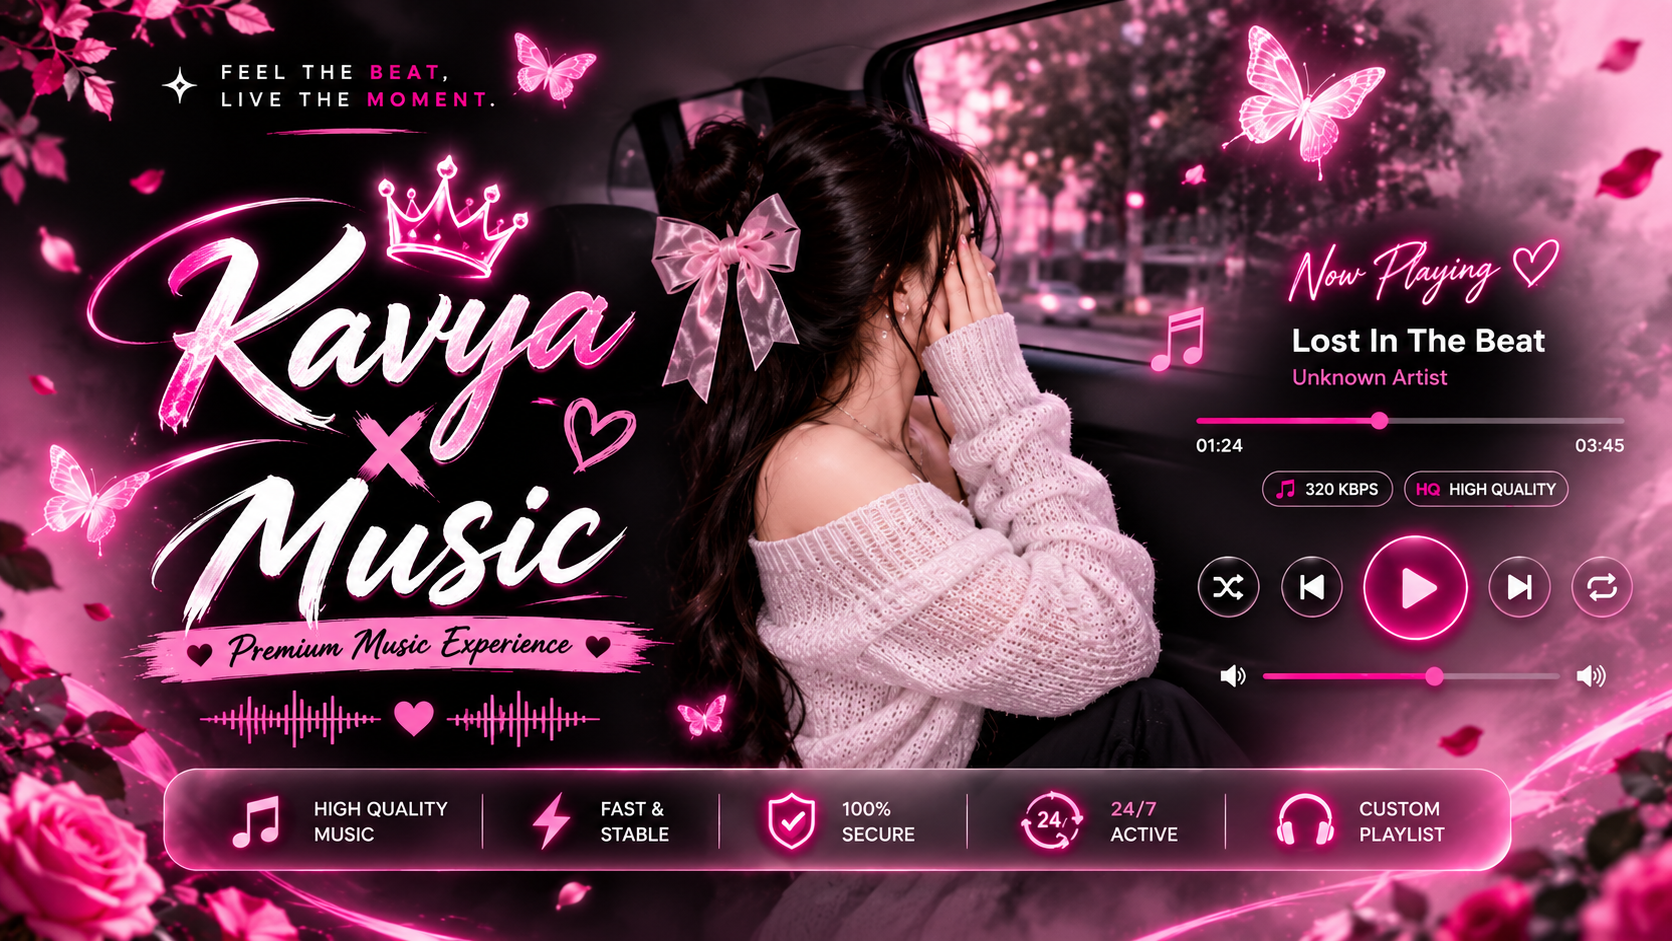 FEEL THE BEAT,
LIVE THE MOMENT.
Kavya
X
Music
Premium Music Experience
Now Playing
Lost In The Beat
Unknown Artist
01:24 03:45
320 KBPS HQ HIGH QUALITY
HIGH QUALITY
MUSIC
FAST &
STABLE
100%
SECURE
24/
24/7
ACTIVE
CUSTOM
PLAYLIST